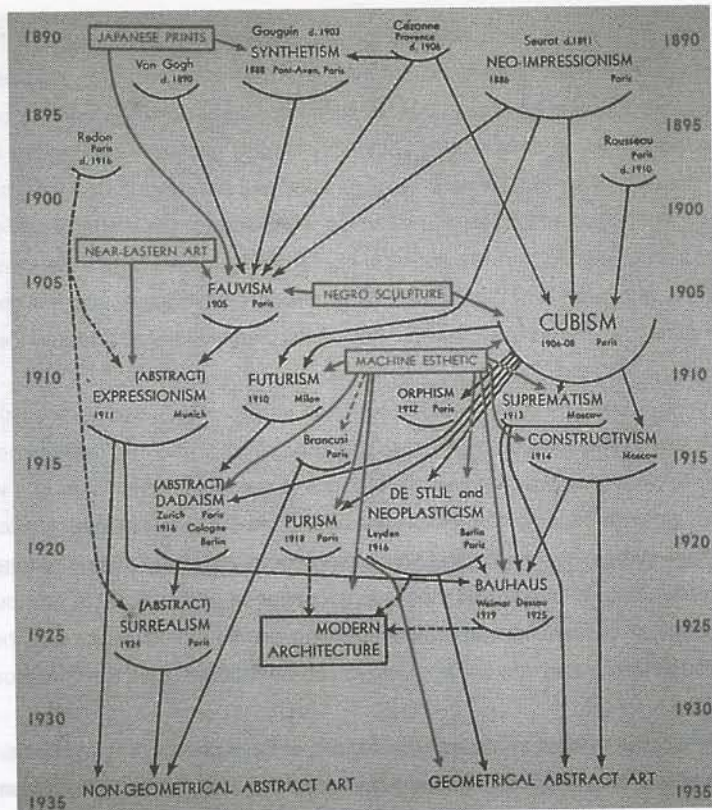 1890
JAPANESE PRINTS
Gauguin d. 1903
SYNTHETISM
1888 Pont-Aven, Paris
Cézanne
Provence
d. 1906
Seurat d.1891
NEO-IMPRESSIONISM
1886 Paris
1890
Van Gogh
d. 1890
1895
1895
Redon
Paris
d. 1916
Rousseau
Paris
d. 1910
1900
1900
NEAR-EASTERN ART
1905
FAUVISM
1905 Paris
NEGRO SCULPTURE
1905
CUBISM
1906-08 Paris
MACHINE ESTHETIC
1910
(ABSTRACT)
EXPRESSIONISM
1911 Munich
FUTURISM
1910 Milan
ORPHISM
1912 Paris
SUPREMATISM
1913 Moscow
1910
Brancusi
Paris
CONSTRUCTIVISM
1914 Moscow
1915
1915
(ABSTRACT)
DADAISM
Zurich Paris
1916 Cologne
Berlin
PURISM
1918 Paris
DE STIJL and
NEOPLASTICISM
Leyden Berlin
1916 Paris
1920
1920
BAUHAUS
Weimar Dessau
1919 1925
(ABSTRACT)
SURREALISM
1924 Paris
MODERN
ARCHITECTURE
1925
1925
1930
1930
NON-GEOMETRICAL ABSTRACT ART
GEOMETRICAL ABSTRACT ART
1935
1935